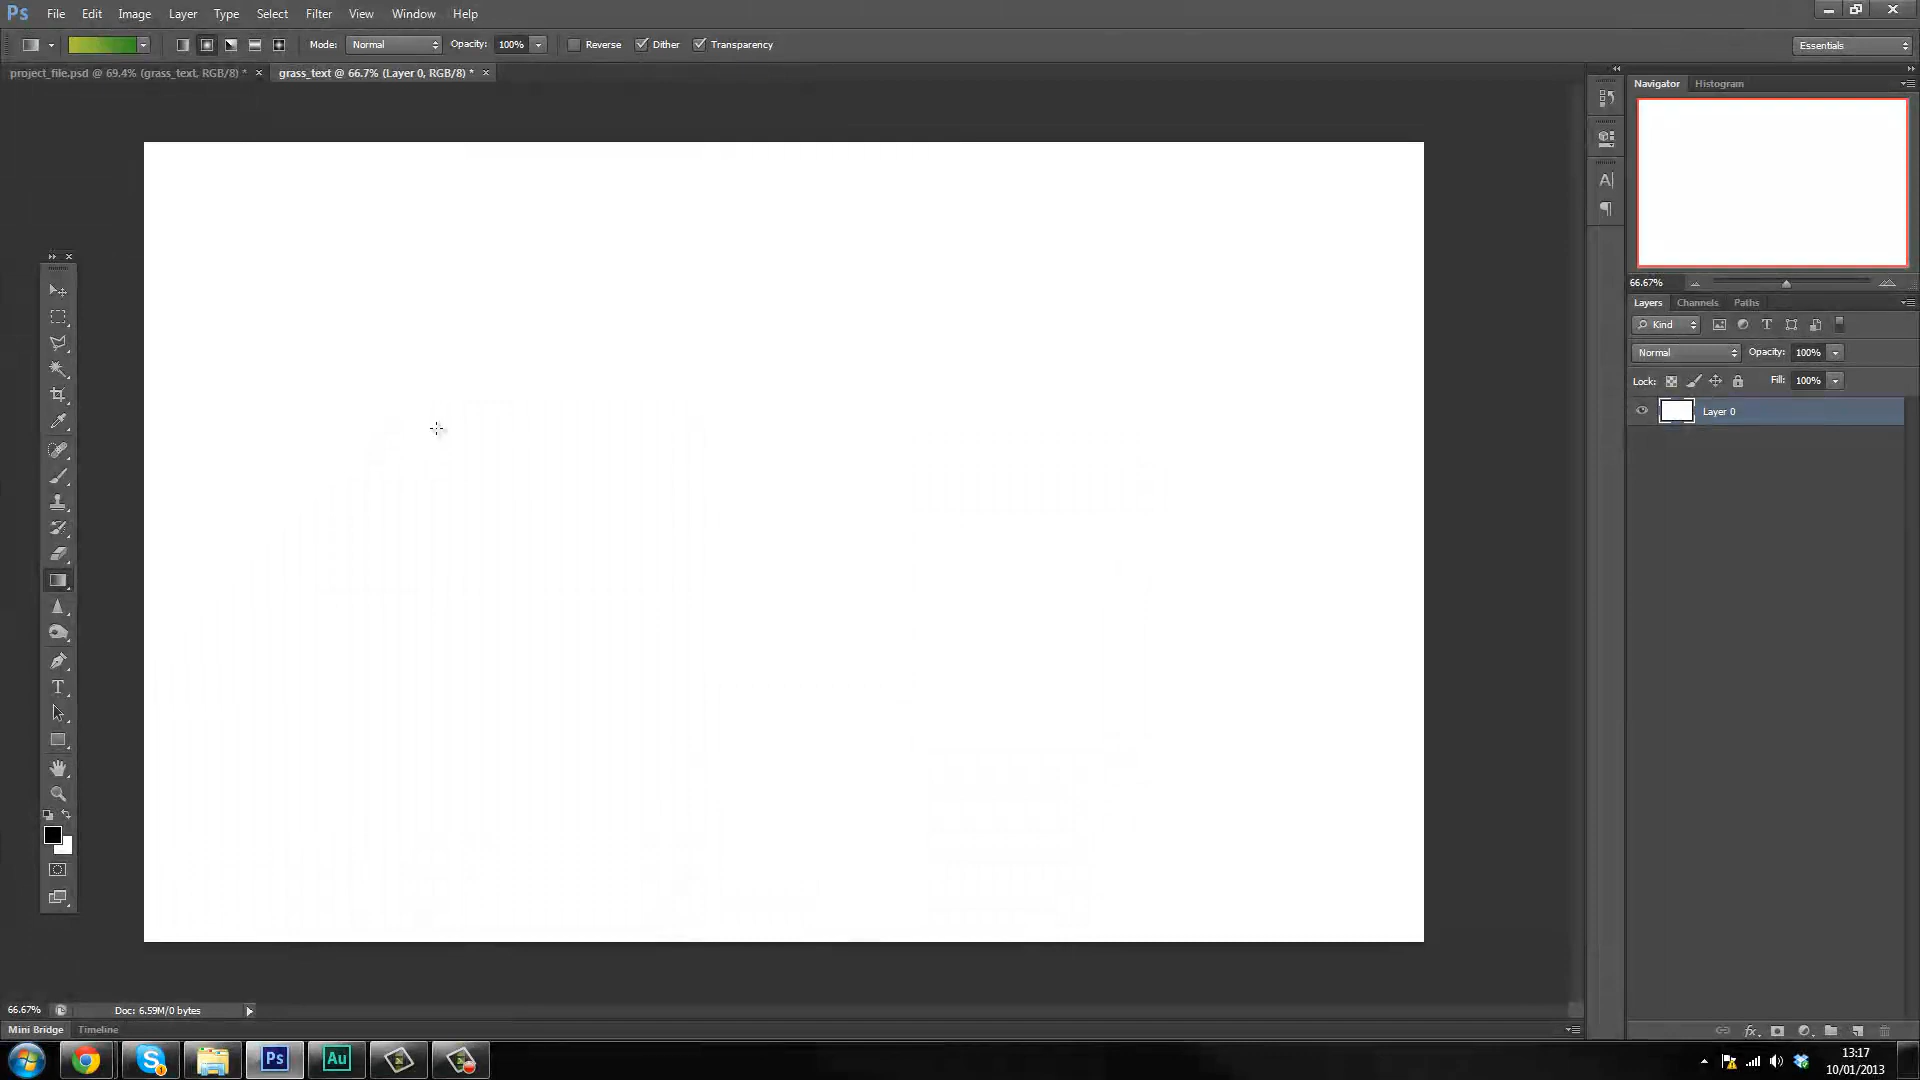 Ps File Edit Image Layer Type Select Filter View Window Help
Mode: Normal Opacity: 100% Reverse Dither Transparency Essentials
project_file.psd @ 69.4% (grass_text, RGB/8) * × grass_text @ 66.7% (Layer 0, RGB/8) * ×
Navigator Histogram
66.67%
Layers Channels Paths
Kind
Normal Opacity: 100%
Lock: Fill: 100%
Layer 0
66.67% Doc: 6.59M/0 bytes
Mini Bridge Timeline
Ps Au
13:17
10/01/2013